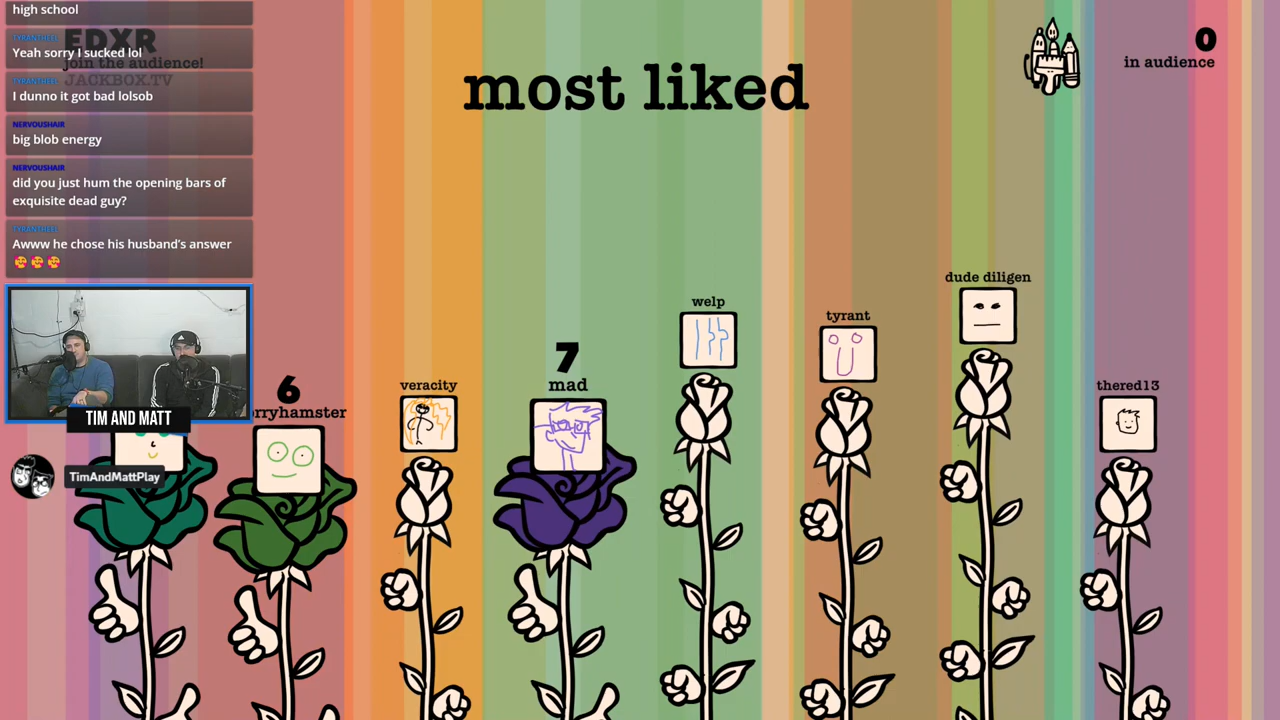 high school
EDXR
join the audience!
JACKBOX.TV
TYRANTHEEL
Yeah sorry I sucked lol
I dunno it got bad lolsob
NERVOUSHAIR
big blob energy
NERVOUSHAIR
did you just hum the opening bars of
exquisite dead guy?
Awww he chose his husband's answer
TIM AND MATT
TimAndMattPlay
most liked
0
in audience
6
rryhamster
veracity
7
mad
welp
tyrant
dude diligen
thered13